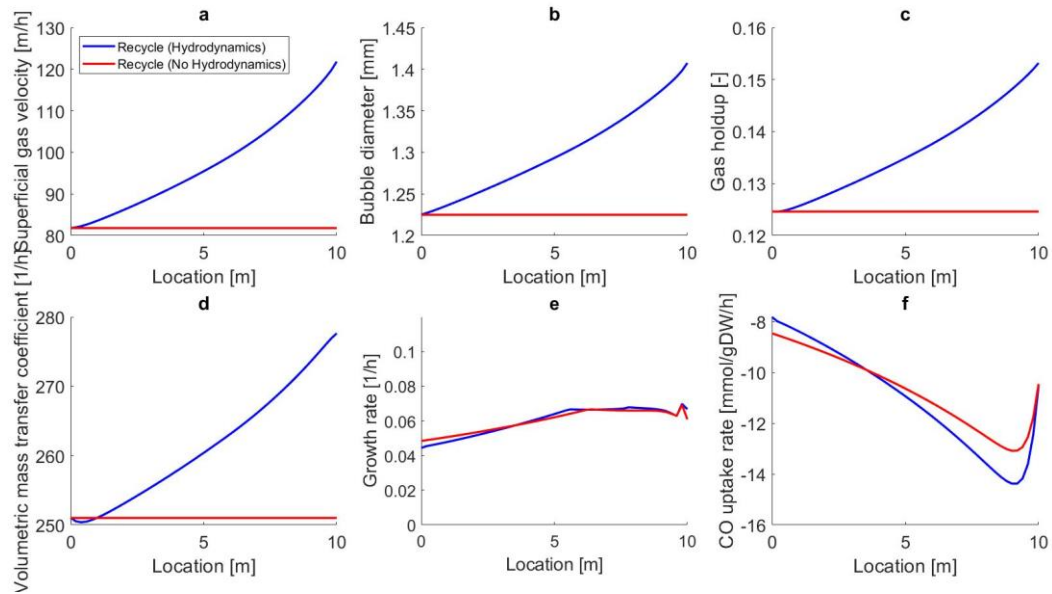 a
Superficial gas velocity [m/h]
130
120
110
100
90
80
0
5
10
Location [m]
Recycle (Hydrodynamics)
Recycle (No Hydrodynamics)
b
Bubble diameter [mm]
1.45
1.4
1.35
1.3
1.25
1.2
0
5
10
Location [m]
c
Gas holdup [-]
0.16
0.15
0.14
0.13
0.12
0
5
10
Location [m]
d
Volumetric mass transfer coefficient [1/h]
280
270
260
250
0
5
10
Location [m]
e
Growth rate [1/h]
0.1
0.08
0.06
0.04
0.02
0
0
5
10
Location [m]
f
CO uptake rate [mmol/gDW/h]
-8
-10
-12
-14
-16
0
5
10
Location [m]